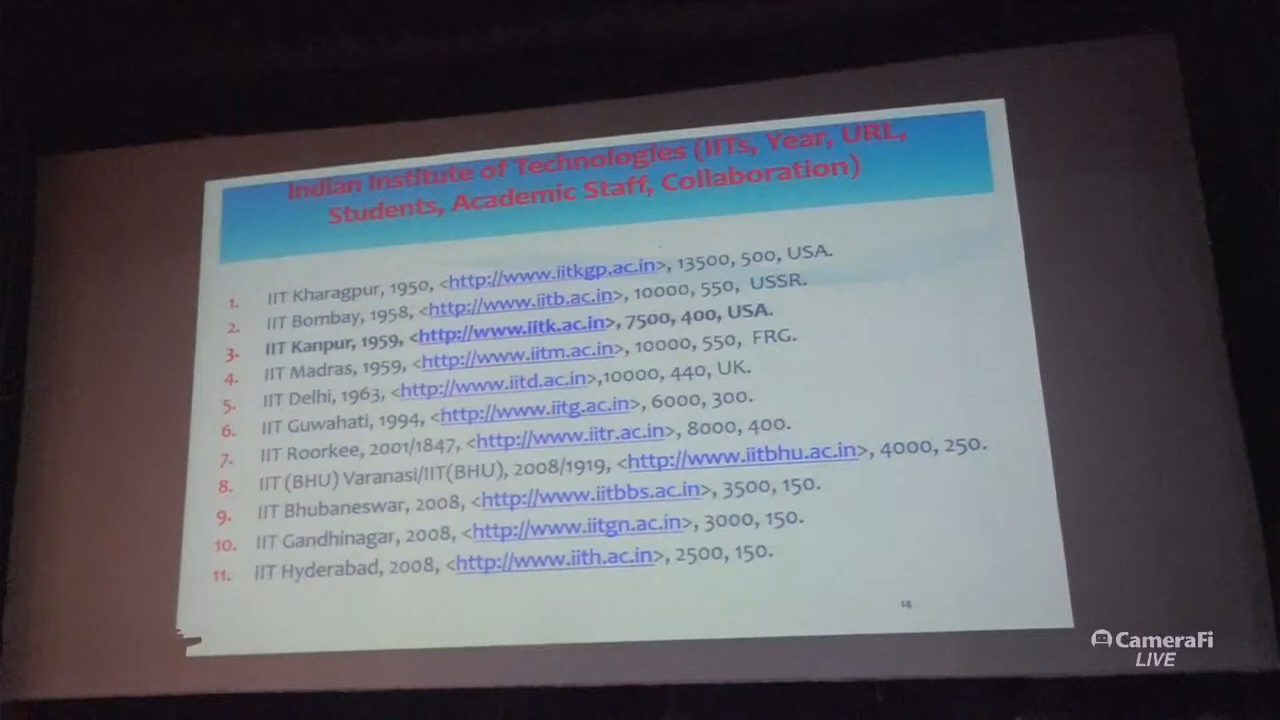 Indian Institute of Technologies (IITs, Year, URL,
Students, Academic Staff, Collaboration)
1. IIT Kharagpur, 1950, <http://www.iitkgp.ac.in>, 13500, 500, USA.
2. IIT Bombay, 1958, <http://www.iitb.ac.in>, 10000, 550, USSR.
3. IIT Kanpur, 1959, <http://www.iitk.ac.in>, 7500, 400, USA.
4. IIT Madras, 1959, <http://www.iitm.ac.in>, 10000, 550, FRG.
5. IIT Delhi, 1963, <http://www.iitd.ac.in>,10000, 440, UK.
6. IIT Guwahati, 1994, <http://www.iitg.ac.in>, 6000, 300.
7. IIT Roorkee, 2001/1847, <http://www.iitr.ac.in>, 8000, 400.
8. IIT (BHU) Varanasi/IIT(BHU), 2008/1919, <http://www.iitbhu.ac.in>, 4000, 250.
9. IIT Bhubaneswar, 2008, <http://www.iitbbs.ac.in>, 3500, 150.
10. IIT Gandhinagar, 2008, <http://www.iitgn.ac.in>, 3000, 150.
11. IIT Hyderabad, 2008, <http://www.iith.ac.in>, 2500, 150.
14
CameraFi
LIVE